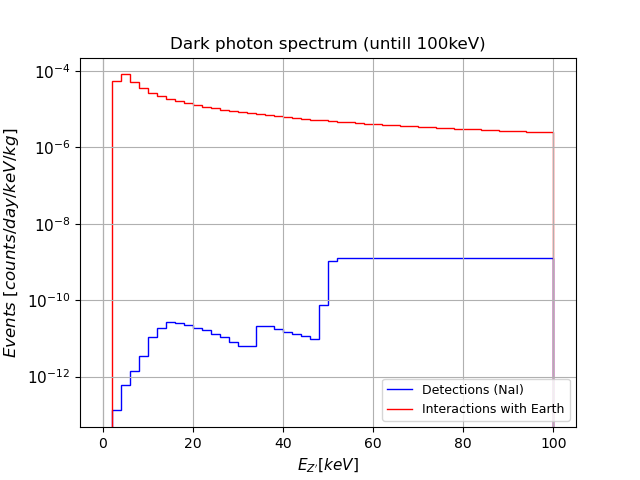 Dark photon spectrum (untill 100keV)
Events [counts/day/keV/kg]
10⁻⁴
10⁻⁶
10⁻⁸
10⁻¹⁰
10⁻¹²
Detections (NaI)
Interactions with Earth
0 20 40 60 80 100
E_Z'[keV]